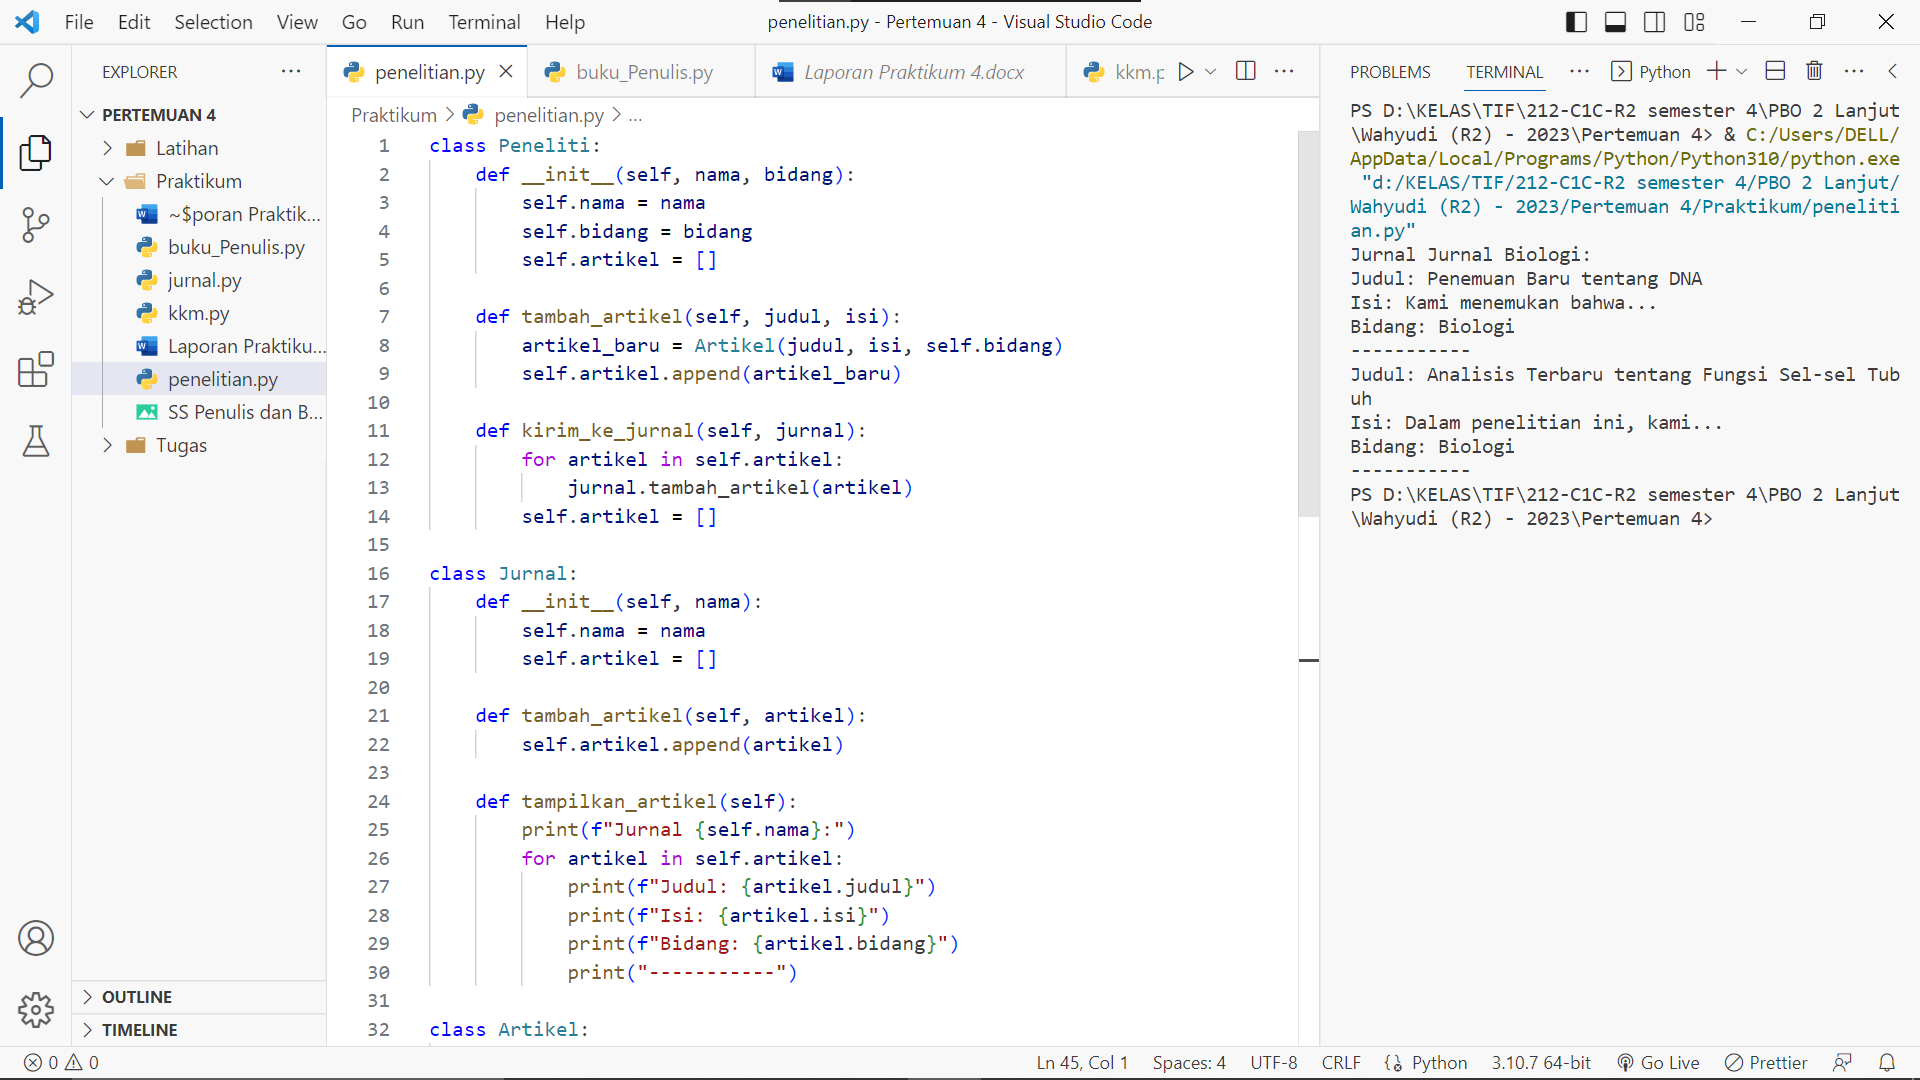 File Edit Selection View Go Run Terminal Help
penelitian.py - Pertemuan 4 - Visual Studio Code
EXPLORER
PERTEMUAN 4
Latihan
Praktikum
~$poran Praktik...
buku_Penulis.py
jurnal.py
kkm.py
Laporan Praktiku...
penelitian.py
SS Penulis dan B...
Tugas
OUTLINE
TIMELINE
penelitian.py
buku_Penulis.py
Laporan Praktikum 4.docx
kkm.p
Praktikum > penelitian.py > ...
1 class Peneliti:
2     def __init__(self, nama, bidang):
3         self.nama = nama
4         self.bidang = bidang
5         self.artikel = []
6
7     def tambah_artikel(self, judul, isi):
8         artikel_baru = Artikel(judul, isi, self.bidang)
9         self.artikel.append(artikel_baru)
10
11     def kirim_ke_jurnal(self, jurnal):
12         for artikel in self.artikel:
13             jurnal.tambah_artikel(artikel)
14         self.artikel = []
15
16 class Jurnal:
17     def __init__(self, nama):
18         self.nama = nama
19         self.artikel = []
20
21     def tambah_artikel(self, artikel):
22         self.artikel.append(artikel)
23
24     def tampilkan_artikel(self):
25         print(f"Jurnal {self.nama}:")
26         for artikel in self.artikel:
27             print(f"Judul: {artikel.judul}")
28             print(f"Isi: {artikel.isi}")
29             print(f"Bidang: {artikel.bidang}")
30             print("-----------")
31
32 class Artikel:
PROBLEMS TERMINAL ... Python
PS D:\KELAS\TIF\212-C1C-R2 semester 4\PBO 2 Lanjut
\Wahyudi (R2) - 2023\Pertemuan 4> & C:/Users/DELL/
AppData/Local/Programs/Python/Python310/python.exe
"d:/KELAS/TIF/212-C1C-R2 semester 4/PBO 2 Lanjut/
Wahyudi (R2) - 2023/Pertemuan 4/Praktikum/peneliti
an.py"
Jurnal Jurnal Biologi:
Judul: Penemuan Baru tentang DNA
Isi: Kami menemukan bahwa...
Bidang: Biologi
-----------
Judul: Analisis Terbaru tentang Fungsi Sel-sel Tub
uh
Isi: Dalam penelitian ini, kami...
Bidang: Biologi
-----------
PS D:\KELAS\TIF\212-C1C-R2 semester 4\PBO 2 Lanjut
\Wahyudi (R2) - 2023\Pertemuan 4>
0 0
Ln 45, Col 1 Spaces: 4 UTF-8 CRLF Python 3.10.7 64-bit Go Live Prettier